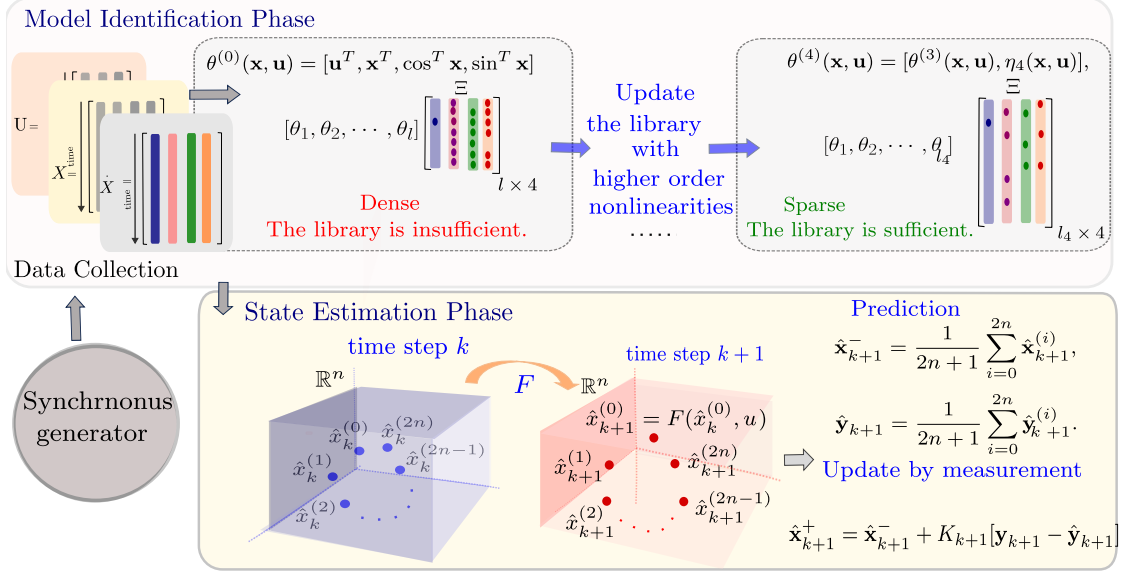 Model Identification Phase
U=
time
X=
Ẋ
time =
Data Collection
θ^{(0)}(x, u) = [u^T, x^T, cos^T x, sin^T x]
Ξ
[θ_1, θ_2, ⋯ , θ_l]
l × 4
Dense
The library is insufficient.
Update
the library
with
higher order
nonlinearities
.....
θ^{(4)}(x, u) = [θ^{(3)}(x, u), η_4(x, u)],
Ξ
[θ_1, θ_2, ⋯ , θ_{l_4}]
l_4 × 4
Sparse
The library is sufficient.
Synchrnonus
generator
State Estimation Phase
time step k
ℝ^n
x̂_k^{(0)}
x̂_k^{(2n)}
x̂_k^{(2n−1)}
x̂_k^{(1)}
x̂_k^{(2)}
F
time step k + 1
ℝ^n
x̂_{k+1}^{(0)} = F(x̂_k^{(0)}, u)
x̂_{k+1}^{(1)}
x̂_{k+1}^{(2n)}
x̂_{k+1}^{(2n−1)}
x̂_{k+1}^{(2)}
Prediction
x̂_{k+1}^− = \frac{1}{2n + 1} ∑_{i=0}^{2n} x̂_{k+1}^{(i)},
ŷ_{k+1} = \frac{1}{2n + 1} ∑_{i=0}^{2n} ŷ_{k+1}^{(i)}.
Update by measurement
x̂_{k+1}^+ = x̂_{k+1}^− + K_{k+1}[y_{k+1} − ŷ_{k+1}]